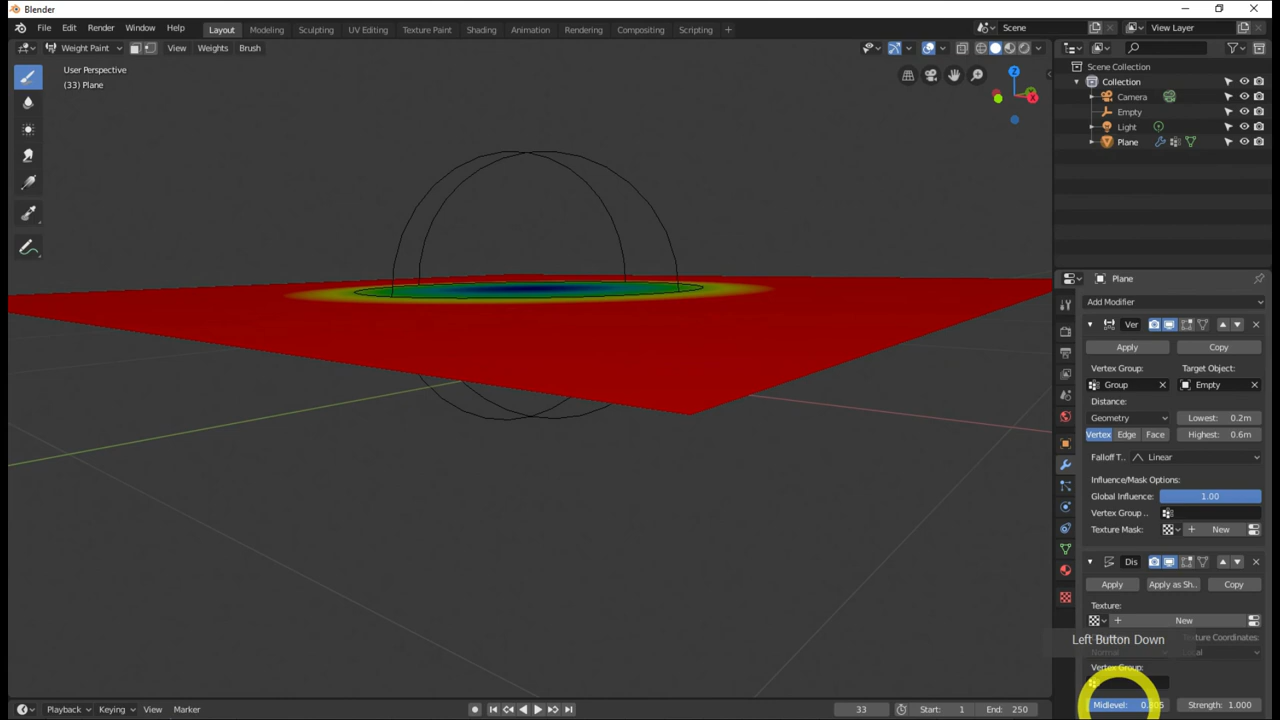 Blender
File Edit Render Window Help
Layout Modeling Sculpting UV Editing Texture Paint Shading Animation Rendering Compositing Scripting
Scene
View Layer
Weight Paint View Weights Brush
User Perspective
(33) Plane
Z
X
Scene Collection
Collection
Camera
Empty
Light
Plane
Plane
Add Modifier
Ver
Apply Copy
Vertex Group: Target Object:
Group Empty
Distance:
Geometry Lowest: 0.2m
Vertex Edge Face Highest: 0.6m
Falloff T.. Linear
Influence/Mask Options:
Global Influence: 1.00
Vertex Group ..
Texture Mask: New
Dis
Apply Apply as Sh.. Copy
Texture:
New
Left Button Down
Texture Coordinates:
Normal
Vertex Group:
Midlevel: Strength: 1.000
Playback Keying View Marker 33 Start: 1 End: 250